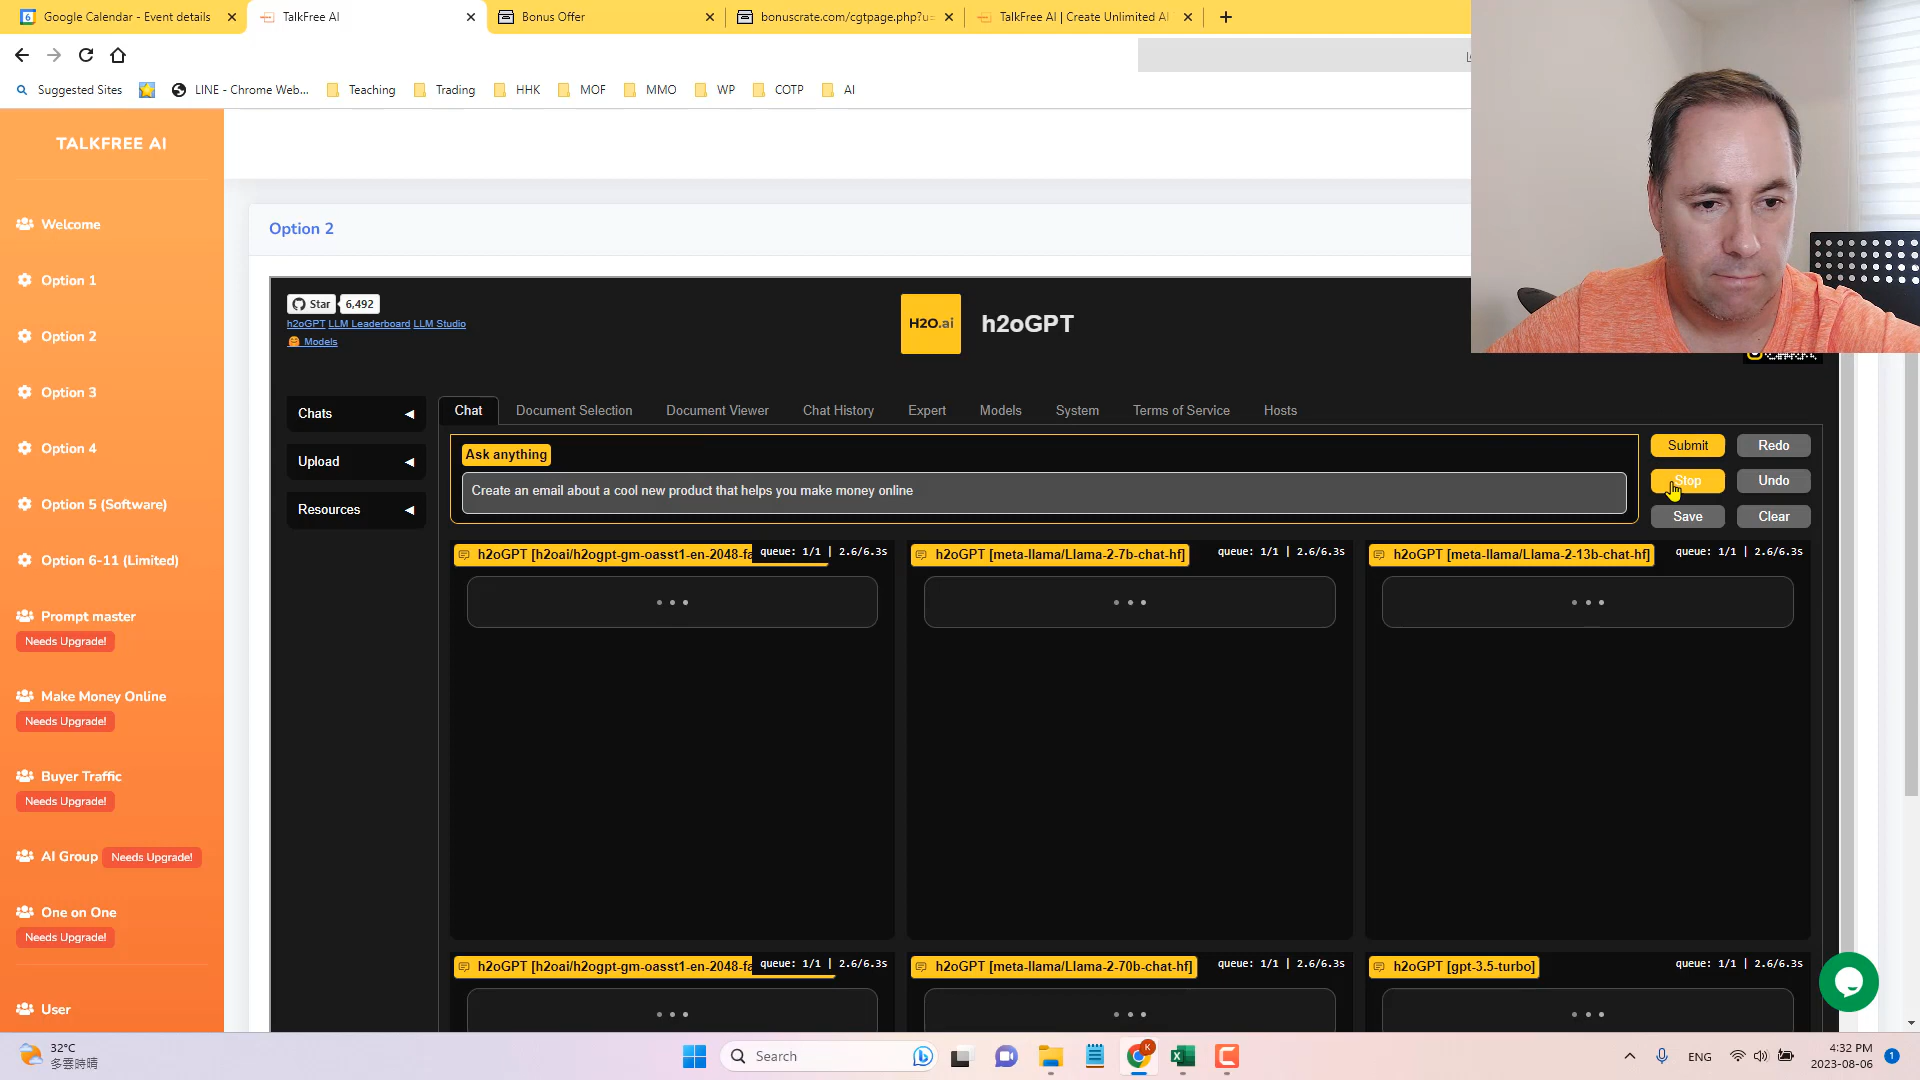 Google Calendar - Event details
TalkFree AI
Bonus Offer
bonuscrate.com/cgtpage.php?u=
TalkFree AI | Create Unlimited AI
Suggested Sites
LINE - Chrome Web...
Teaching
Trading
HHK
MOF
MMO
WP
COTP
AI
TALKFREE AI
Welcome
Option 1
Option 2
Option 3
Option 4
Option 5 (Software)
Option 6-11 (Limited)
Prompt master
Needs Upgrade!
Make Money Online
Needs Upgrade!
Buyer Traffic
Needs Upgrade!
AI Group Needs Upgrade!
One on One
Needs Upgrade!
User
Option 2
Star 6,492
h2oGPT LLM Leaderboard LLM Studio
Models
H2O.ai
h2oGPT
Chats
Upload
Resources
Chat
Document Selection
Document Viewer
Chat History
Expert
Models
System
Terms of Service
Hosts
Ask anything
Create an email about a cool new product that helps you make money online
Submit
Redo
Stop
Undo
Save
Clear
h2oGPT [h2oai/h2ogpt-gm-oasst1-en-2048-fa
queue: 1/1 | 2.6/6.3s
h2oGPT [meta-llama/Llama-2-7b-chat-hf]
queue: 1/1 | 2.6/6.3s
h2oGPT [meta-llama/Llama-2-13b-chat-hf]
queue: 1/1 | 2.6/6.3s
h2oGPT [h2oai/h2ogpt-gm-oasst1-en-2048-fa
queue: 1/1 | 2.6/6.3s
h2oGPT [meta-llama/Llama-2-70b-chat-hf]
queue: 1/1 | 2.6/6.3s
h2oGPT [gpt-3.5-turbo]
queue: 1/1 | 2.6/6.3s
32°C
多雲時晴
Search
K
ENG
4:32 PM
2023-08-06
1